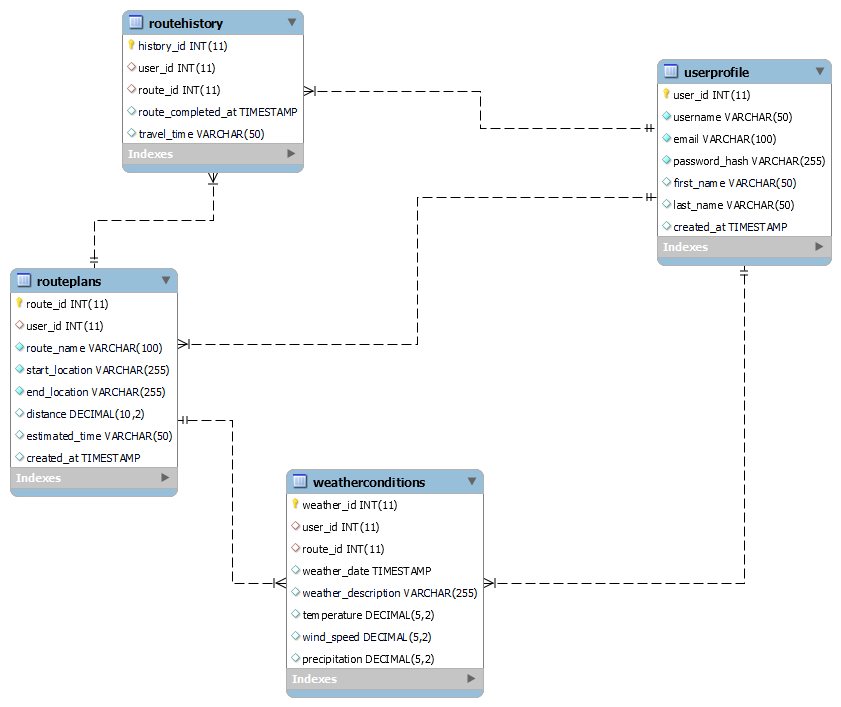 routehistory
history_id INT(11)
user_id INT(11)
route_id INT(11)
route_completed_at TIMESTAMP
travel_time VARCHAR(50)
Indexes
userprofile
user_id INT(11)
username VARCHAR(50)
email VARCHAR(100)
password_hash VARCHAR(255)
first_name VARCHAR(50)
last_name VARCHAR(50)
created_at TIMESTAMP
Indexes
routeplans
route_id INT(11)
user_id INT(11)
route_name VARCHAR(100)
start_location VARCHAR(255)
end_location VARCHAR(255)
distance DECIMAL(10,2)
estimated_time VARCHAR(50)
created_at TIMESTAMP
Indexes
weatherconditions
weather_id INT(11)
user_id INT(11)
route_id INT(11)
weather_date TIMESTAMP
weather_description VARCHAR(255)
temperature DECIMAL(5,2)
wind_speed DECIMAL(5,2)
precipitation DECIMAL(5,2)
Indexes